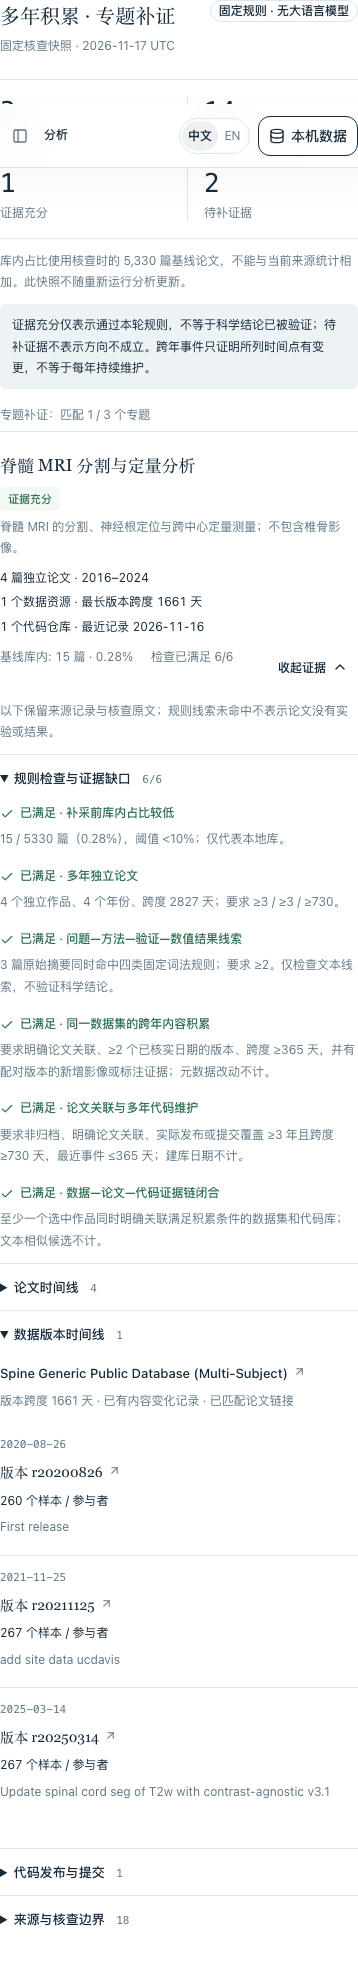 多年积累 · 专题补证
固定规则 · 无大语言模型
固定核查快照 · 2026-11-17 UTC
分析
中文
EN
本机数据
1
证据充分
2
待补证据
库内占比使用核查时的 5,330 篇基线论文，不能与当前来源统计相
加。此快照不随重新运行分析更新。
证据充分仅表示通过本轮规则，不等于科学结论已被验证；待
补证据不表示方向不成立。跨年事件只证明所列时间点有变
更，不等于每年持续维护。
专题补证：匹配 1 / 3 个专题
脊髓 MRI 分割与定量分析
证据充分
脊髓 MRI 的分割、神经根定位与跨中心定量测量；不包含椎骨影
像。
4 篇独立论文 · 2016–2024
1 个数据资源 · 最长版本跨度 1661 天
1 个代码仓库 · 最近记录 2026-11-16
基线库内: 15 篇 · 0.28%
检查已满足 6/6
收起证据
以下保留来源记录与核查原文；规则线索未命中不表示论文没有实
验或结果。
规则检查与证据缺口 6/6
已满足 · 补采前库内占比较低
15 / 5330 篇（0.28%），阈值 <10%；仅代表本地库。
已满足 · 多年独立论文
4 个独立作品、4 个年份、跨度 2827 天；要求 ≥3 / ≥3 / ≥730。
已满足 · 问题—方法—验证—数值结果线索
3 篇原始摘要同时命中四类固定词法规则；要求 ≥2。仅检查文本线
索，不验证科学结论。
已满足 · 同一数据集的跨年内容积累
要求明确论文关联、≥2 个已核实日期的版本、跨度 ≥365 天，并有
配对版本的新增影像或标注证据；元数据改动不计。
已满足 · 论文关联与多年代码维护
要求非归档、明确论文关联、实际发布或提交覆盖 ≥3 年且跨度
≥730 天，最近事件 ≤365 天；建库日期不计。
已满足 · 数据—论文—代码证据链闭合
至少一个选中作品同时明确关联满足积累条件的数据集和代码库；
文本相似候选不计。
论文时间线 4
数据版本时间线 1
Spine Generic Public Database (Multi-Subject)
版本跨度 1661 天 · 已有内容变化记录 · 已匹配论文链接
2020-08-26
版本 r20200826
260 个样本 / 参与者
First release
2021-11-25
版本 r20211125
267 个样本 / 参与者
add site data ucdavis
2025-03-14
版本 r20250314
267 个样本 / 参与者
Update spinal cord seg of T2w with contrast-agnostic v3.1
代码发布与提交 1
来源与核查边界 18